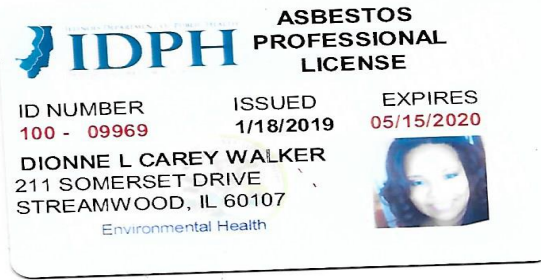 IDPH
ASBESTOS
PROFESSIONAL
LICENSE
ID NUMBER ISSUED EXPIRES
100 - 09969 1/18/2019 05/15/2020
DIONNE L CAREY WALKER
211 SOMERSET DRIVE
STREAMWOOD, IL 60107
Environmental Health